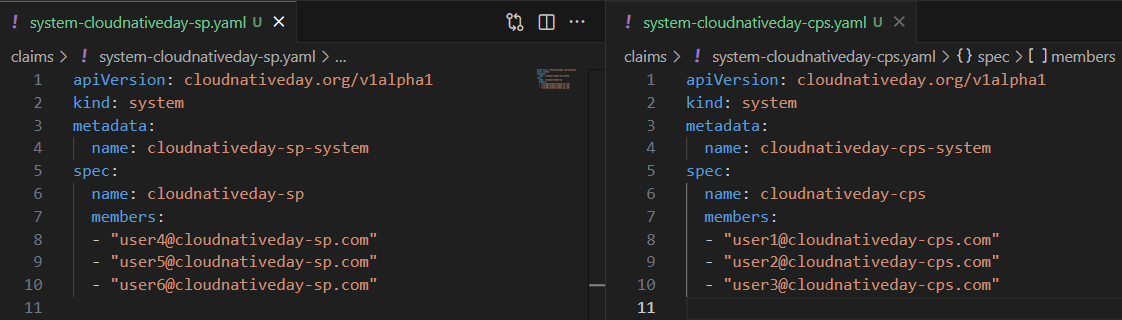 system-cloudnativeday-sp.yaml U
claims > ! system-cloudnativeday-sp.yaml > ...
1 apiVersion: cloudnativeday.org/v1alpha1
2 kind: system
3 metadata:
4   name: cloudnativeday-sp-system
5 spec:
6   name: cloudnativeday-sp
7   members:
8   - "user4@cloudnativeday-sp.com"
9   - "user5@cloudnativeday-sp.com"
10   - "user6@cloudnativeday-sp.com"
11
! system-cloudnativeday-cps.yaml U
claims > ! system-cloudnativeday-cps.yaml > {} spec > [ ] members
1 apiVersion: cloudnativeday.org/v1alpha1
2 kind: system
3 metadata:
4   name: cloudnativeday-cps-system
5 spec:
6   name: cloudnativeday-cps
7   members:
8   - "user1@cloudnativeday-cps.com"
9   - "user2@cloudnativeday-cps.com"
10   - "user3@cloudnativeday-cps.com"
11